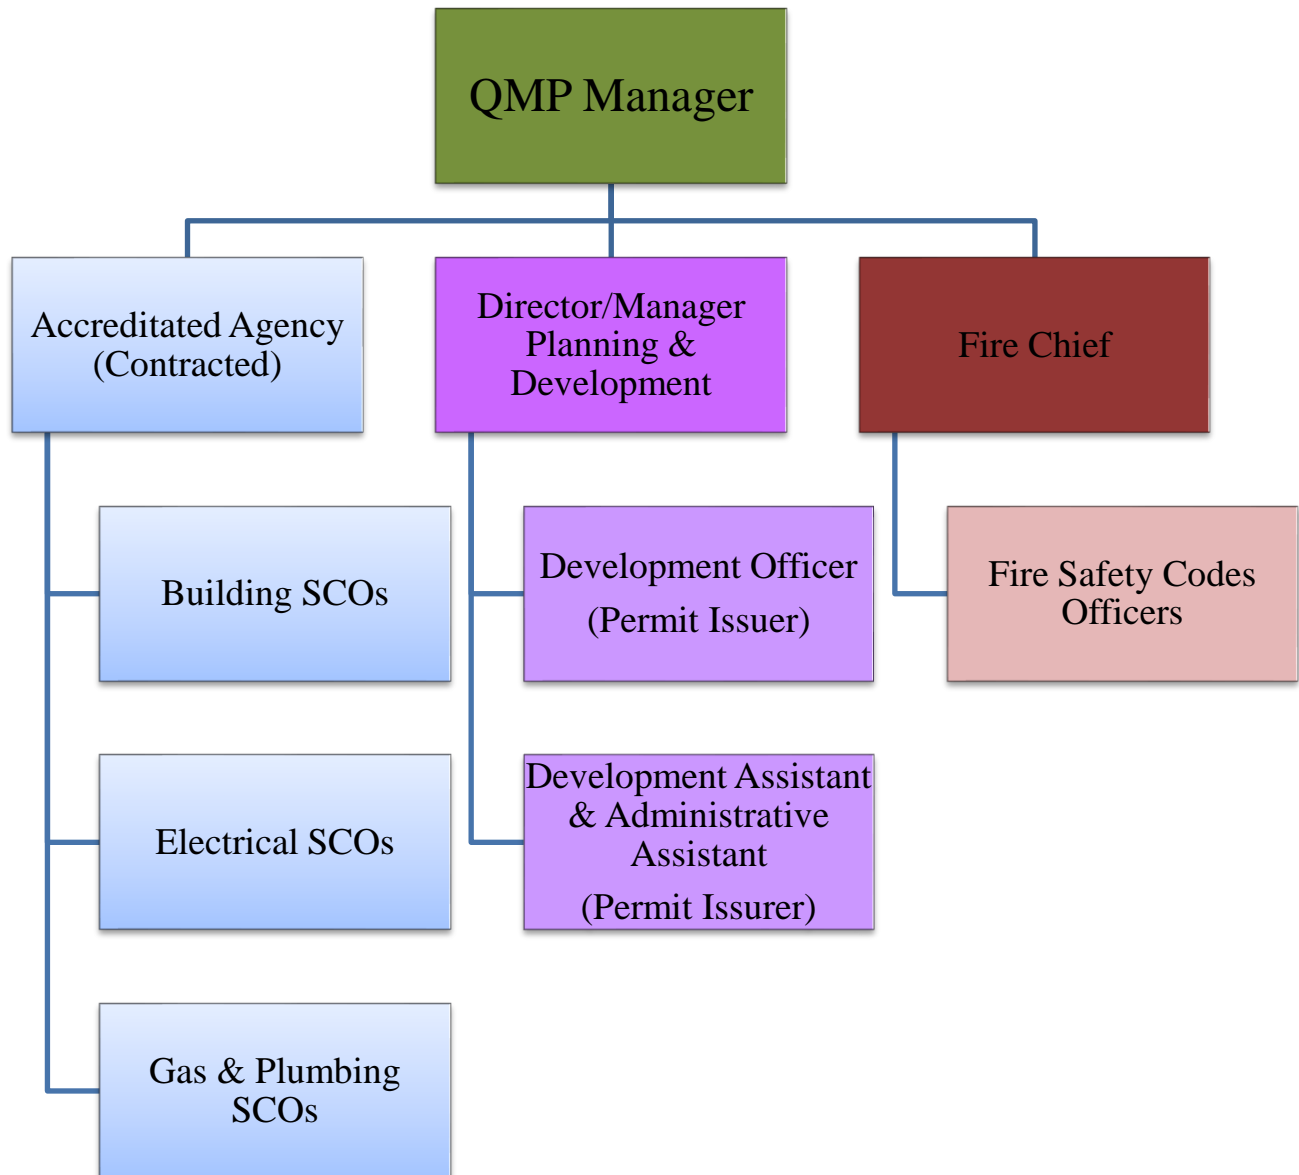 QMP Manager
Accreditated Agency
(Contracted)
Director/Manager
Planning &
Development
Fire Chief
Building SCOs
Development Officer
(Permit Issuer)
Fire Safety Codes
Officers
Electrical SCOs
Development Assistant
& Administrative
Assistant
(Permit Issurer)
Gas & Plumbing
SCOs